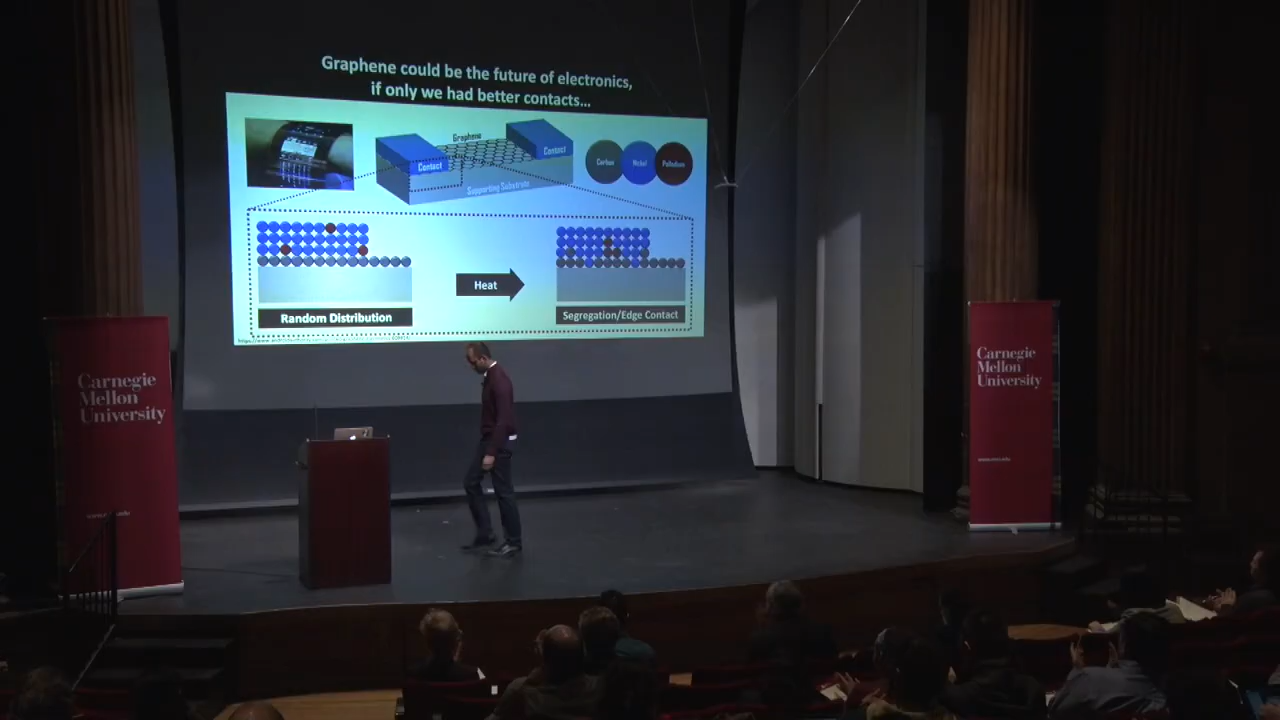 Graphene could be the future of electronics,
if only we had better contacts...
Graphene
Contact
Contact
Supporting Substrate
Carbon
Nickel
Palladium
Heat
Random Distribution
Segregation/Edge Contact
Carnegie
Mellon
University
Carnegie
Mellon
University